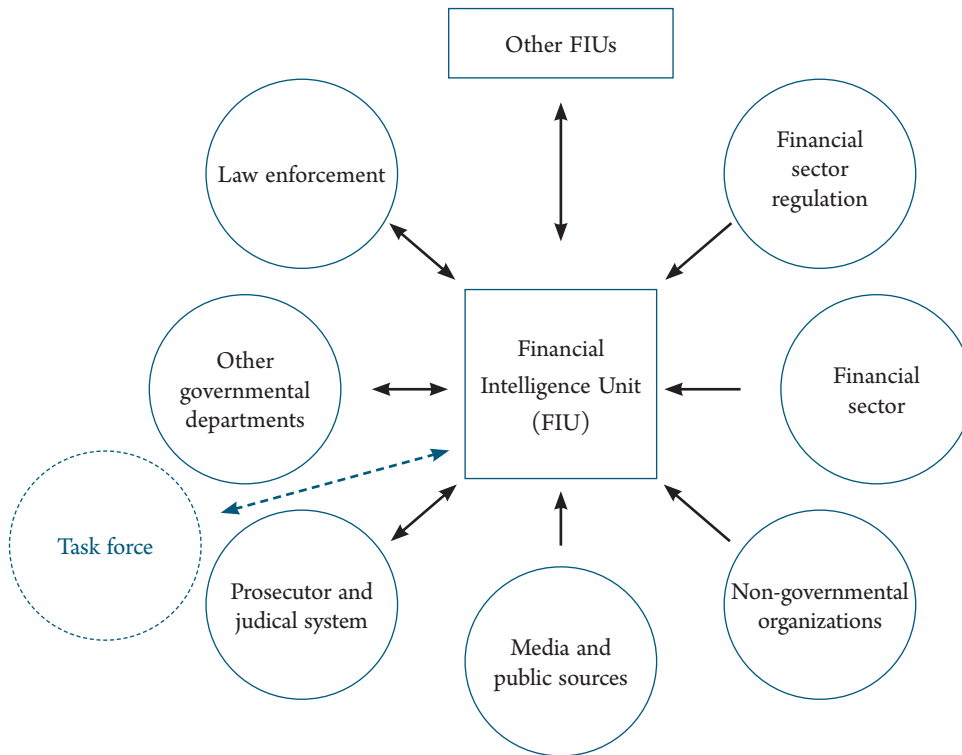 Other FIUs
Law enforcement
Financial
sector
regulation
Other
governmental
departments
Financial
Intelligence Unit
(FIU)
Financial
sector
Task force
Prosecutor and
judical system
Media and
public sources
Non-governmental
organizations